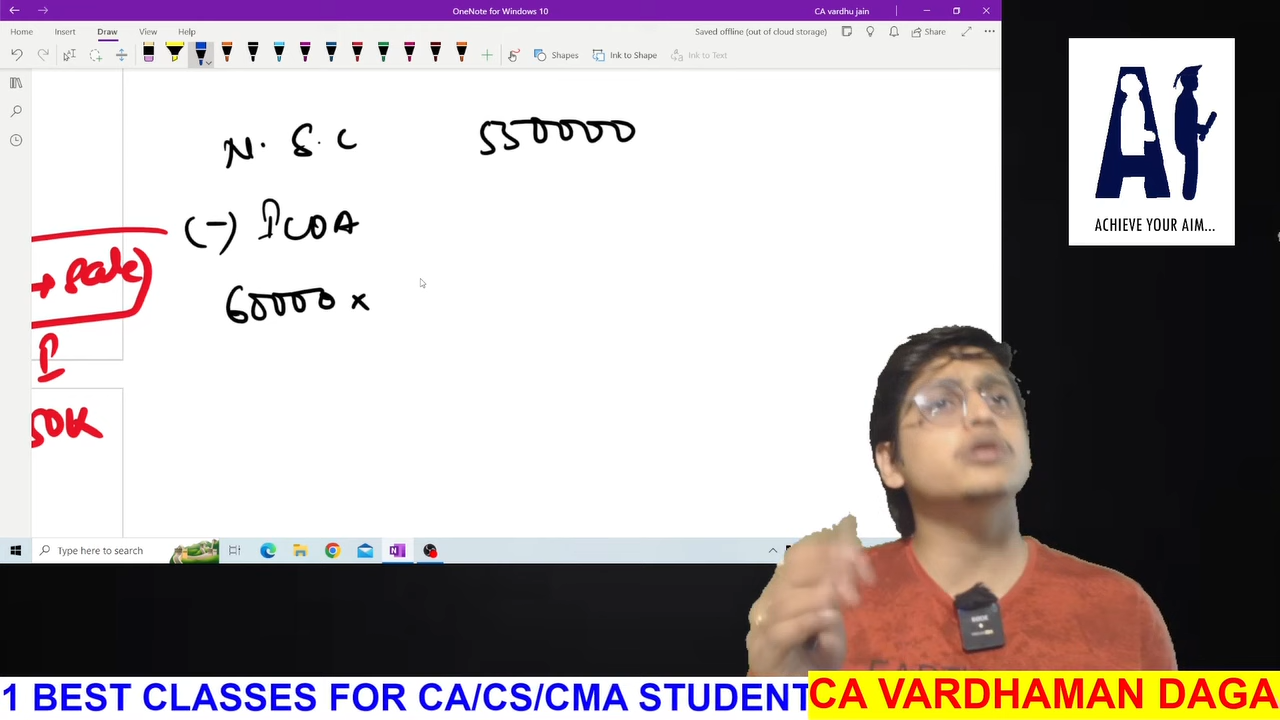 OneNote for Windows 10
CA vardhu jain
Home Insert Draw View Help
Saved offline (out of cloud storage) Share
Shapes Ink to Shape Ink to Text
N. S. C 550000
(-) ICOA
60000 x
→ sale)
I
50K
ACHIEVE YOUR AIM...
Type here to search
1 BEST CLASSES FOR CA/CS/CMA STUDENT
CA VARDHAMAN DAGA